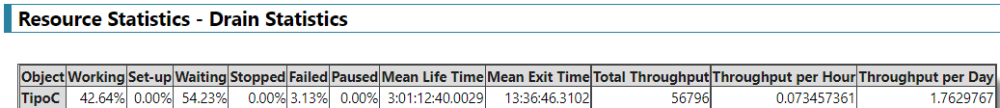 Resource Statistics - Drain Statistics
Object Working Set-up Waiting Stopped Failed Paused Mean Life Time Mean Exit Time Total Throughput Throughput per Hour Throughput per Day
TipoC 42.64% 0.00% 54.23% 0.00% 3.13% 0.00% 3:01:12:40.0029 13:36:46.3102 56796 0.073457361 1.7629767